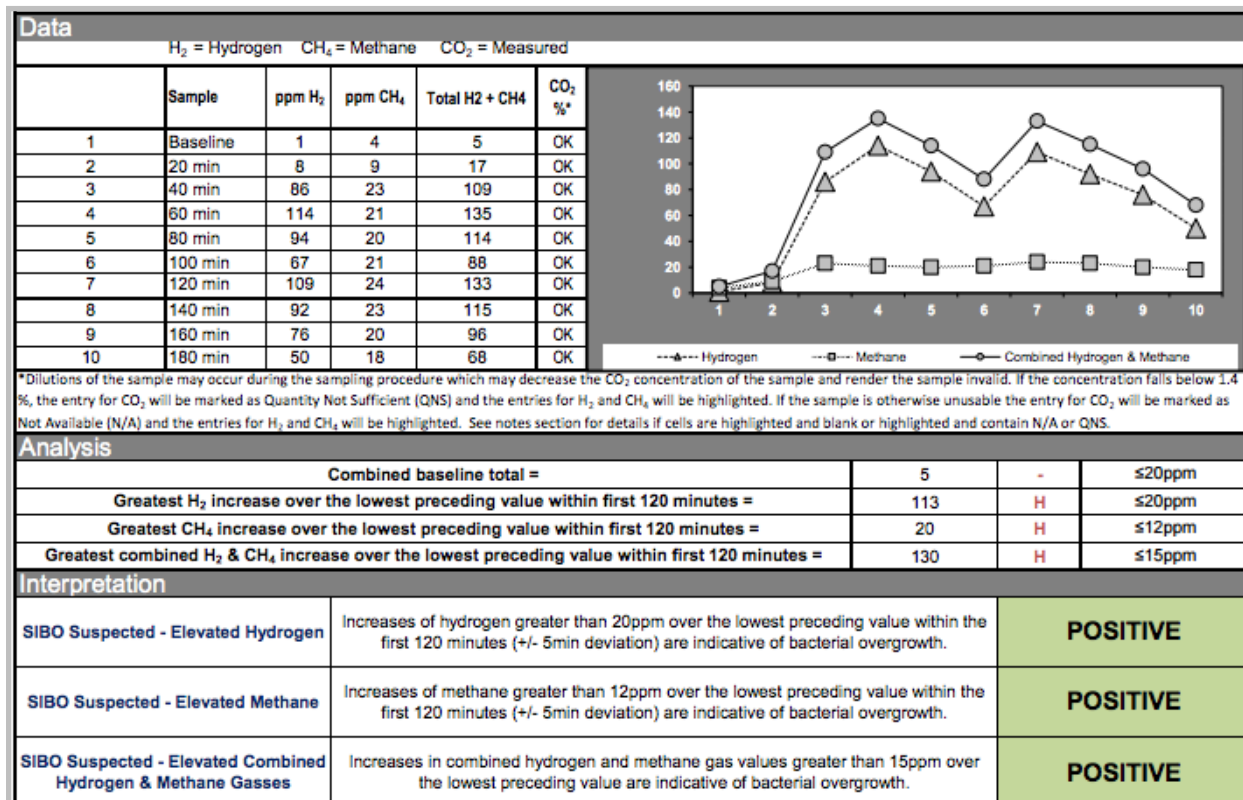 Data
H₂ = Hydrogen CH₄ = Methane CO₂ = Measured
Sample ppm H₂ ppm CH₄ Total H2 + CH4 CO₂ %*
1 Baseline 1 4 5 OK
2 20 min 8 9 17 OK
3 40 min 86 23 109 OK
4 60 min 114 21 135 OK
5 80 min 94 20 114 OK
6 100 min 67 21 88 OK
7 120 min 109 24 133 OK
8 140 min 92 23 115 OK
9 160 min 76 20 96 OK
10 180 min 50 18 68 OK
160
140
120
100
80
60
40
20
0
1 2 3 4 5 6 7 8 9 10
Hydrogen Methane Combined Hydrogen & Methane
*Dilutions of the sample may occur during the sampling procedure which may decrease the CO₂ concentration of the sample and render the sample invalid. If the concentration falls below 1.4
%, the entry for CO₂ will be marked as Quantity Not Sufficient (QNS) and the entries for H₂ and CH₄ will be highlighted. If the sample is otherwise unusable the entry for CO₂ will be marked as
Not Available (N/A) and the entries for H₂ and CH₄ will be highlighted. See notes section for details if cells are highlighted and blank or highlighted and contain N/A or QNS.
Analysis
Combined baseline total = 5 - ≤20ppm
Greatest H₂ increase over the lowest preceding value within first 120 minutes = 113 H ≤20ppm
Greatest CH₄ increase over the lowest preceding value within first 120 minutes = 20 H ≤12ppm
Greatest combined H₂ & CH₄ increase over the lowest preceding value within first 120 minutes = 130 H ≤15ppm
Interpretation
SIBO Suspected - Elevated Hydrogen
Increases of hydrogen greater than 20ppm over the lowest preceding value within the
first 120 minutes (+/- 5min deviation) are indicative of bacterial overgrowth.
POSITIVE
SIBO Suspected - Elevated Methane
Increases of methane greater than 12ppm over the lowest preceding value within the
first 120 minutes (+/- 5min deviation) are indicative of bacterial overgrowth.
POSITIVE
SIBO Suspected - Elevated Combined
Hydrogen & Methane Gasses
Increases in combined hydrogen and methane gas values greater than 15ppm over
the lowest preceding value are indicative of bacterial overgrowth.
POSITIVE